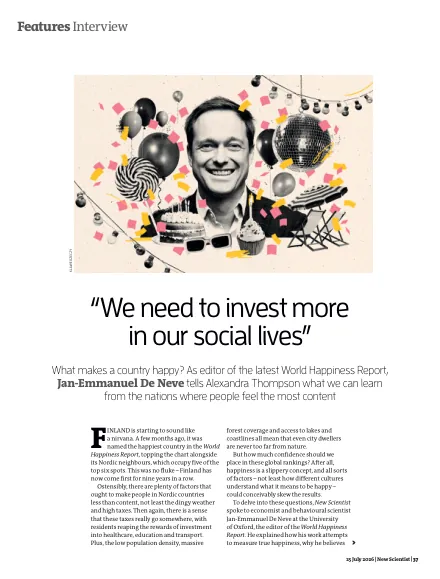 Features Interview
“We need to invest more
in our social lives”
What makes a country happy? As editor of the latest World Happiness Report,
Jan-Emmanuel De Neve tells Alexandra Thompson what we can learn
from the nations where people feel the most content
FINLAND is starting to sound like
a nirvana. A few months ago, it was
named the happiest country in the World
Happiness Report, topping the chart alongside
its Nordic neighbours, which occupy five of the
top six spots. This was no fluke – Finland has
now come first for nine years in a row.
Ostensibly, there are plenty of factors that
ought to make people in Nordic countries
less than content, not least the dingy weather
and high taxes. Then again, there is a sense
that these taxes really go somewhere, with
residents reaping the rewards of investment
into healthcare, education and transport.
Plus, the low population density, massive
forest coverage and access to lakes and
coastlines all mean that even city dwellers
are never too far from nature.
But how much confidence should we
place in these global rankings? After all,
happiness is a slippery concept, and all sorts
of factors – not least how different cultures
understand what it means to be happy –
could conceivably skew the results.
To delve into these questions, New Scientist
spoke to economist and behavioural scientist
Jan-Emmanuel De Neve at the University
of Oxford, the editor of the World Happiness
Report. He explained how his work attempts
to measure true happiness, why he believes
25 July 2026 | New Scientist | 37